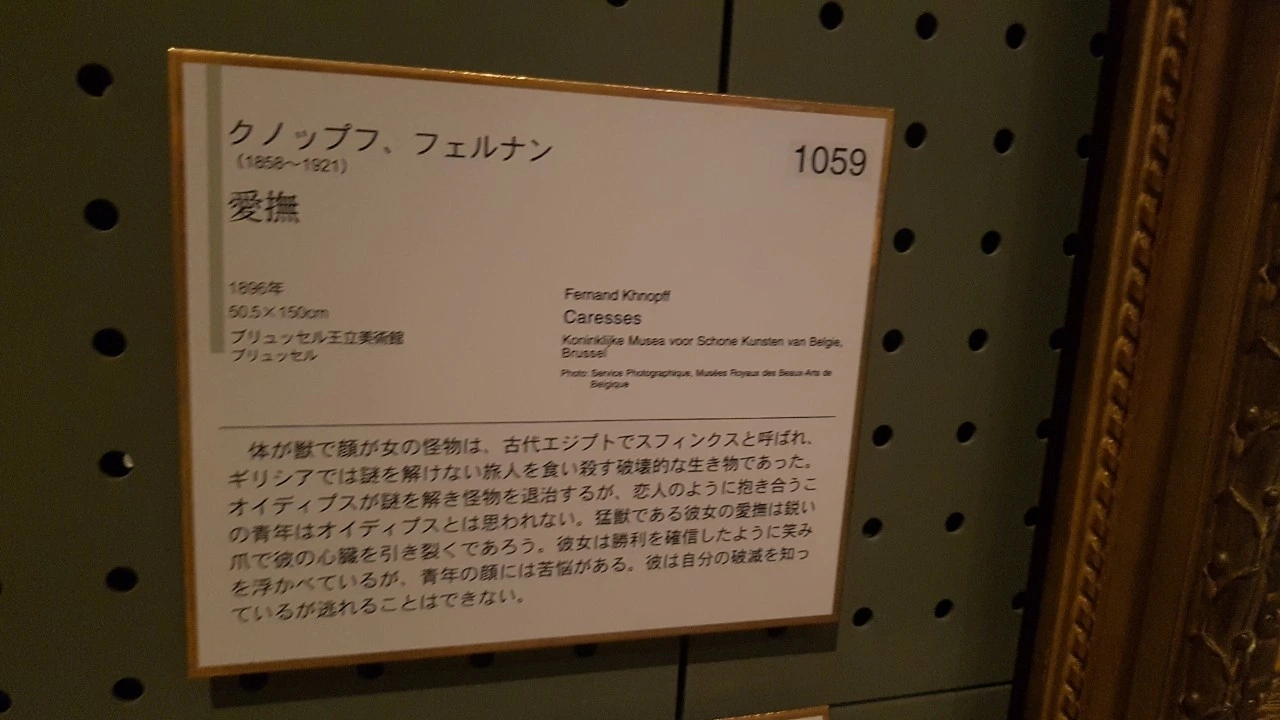 クノップフ、フェルナン
(1858〜1921)
1059
愛撫
1896年
50.5×150cm
ブリュッセル王立美術館
ブリュッセル
Fernand Khnopff
Caresses
Koninklijke Musea voor Schone Kunsten van Belgie,
Brussel
Photo: Service Photographique, Musées Royaux des Beaux-Arts de
Belgique
体が獣で顔が女の怪物は、古代エジプトでスフィンクスと呼ばれ、
ギリシアでは謎を解けない旅人を食い殺す破壊的な生き物であった。
オイディプスが謎を解き怪物を退治するが、恋人のように抱き合うこ
の青年はオイディプスとは思われない。猛獣である彼女の愛撫は鋭い
爪で彼の心臓を引き裂くであろう。彼女は勝利を確信したように笑み
を浮かべているが、青年の顔には苦悩がある。彼は自分の破滅を知っ
ているが逃れることはできない。